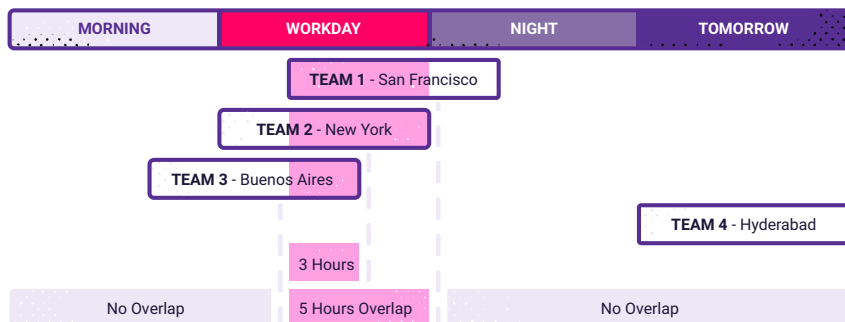 MORNING WORKDAY NIGHT TOMORROW
TEAM 1 - San Francisco
TEAM 2 - New York
TEAM 3 - Buenos Aires
TEAM 4 - Hyderabad
3 Hours
No Overlap 5 Hours Overlap No Overlap